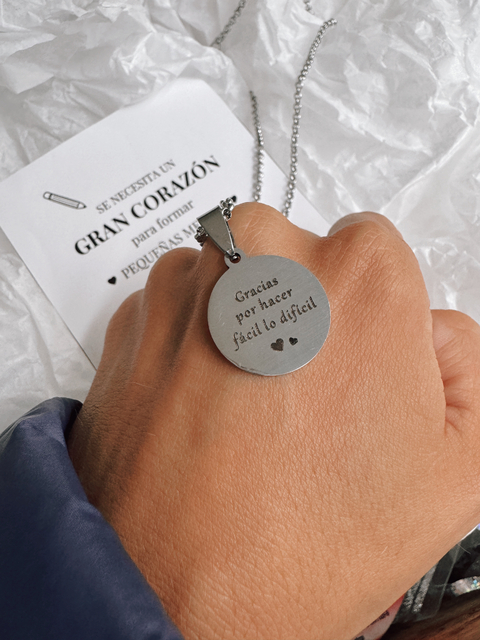 SE NECESITA UN
GRAN CORAZÓN
para formar
PEQUEÑAS
Gracias
por hacer
fácil lo difícil